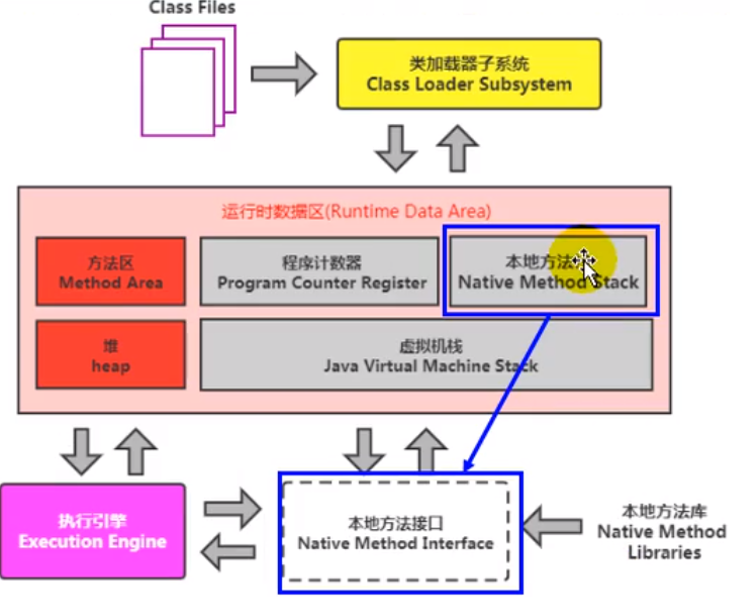 Class Files
类加载器子系统
Class Loader Subsystem
运行时数据区(Runtime Data Area)
方法区
Method Area
程序计数器
Program Counter Register
本地方法
Native Method Stack
堆
heap
虚拟机栈
Java Virtual Machine Stack
执行引擎
Execution Engine
本地方法接口
Native Method Interface
本地方法库
Native Method
Libraries